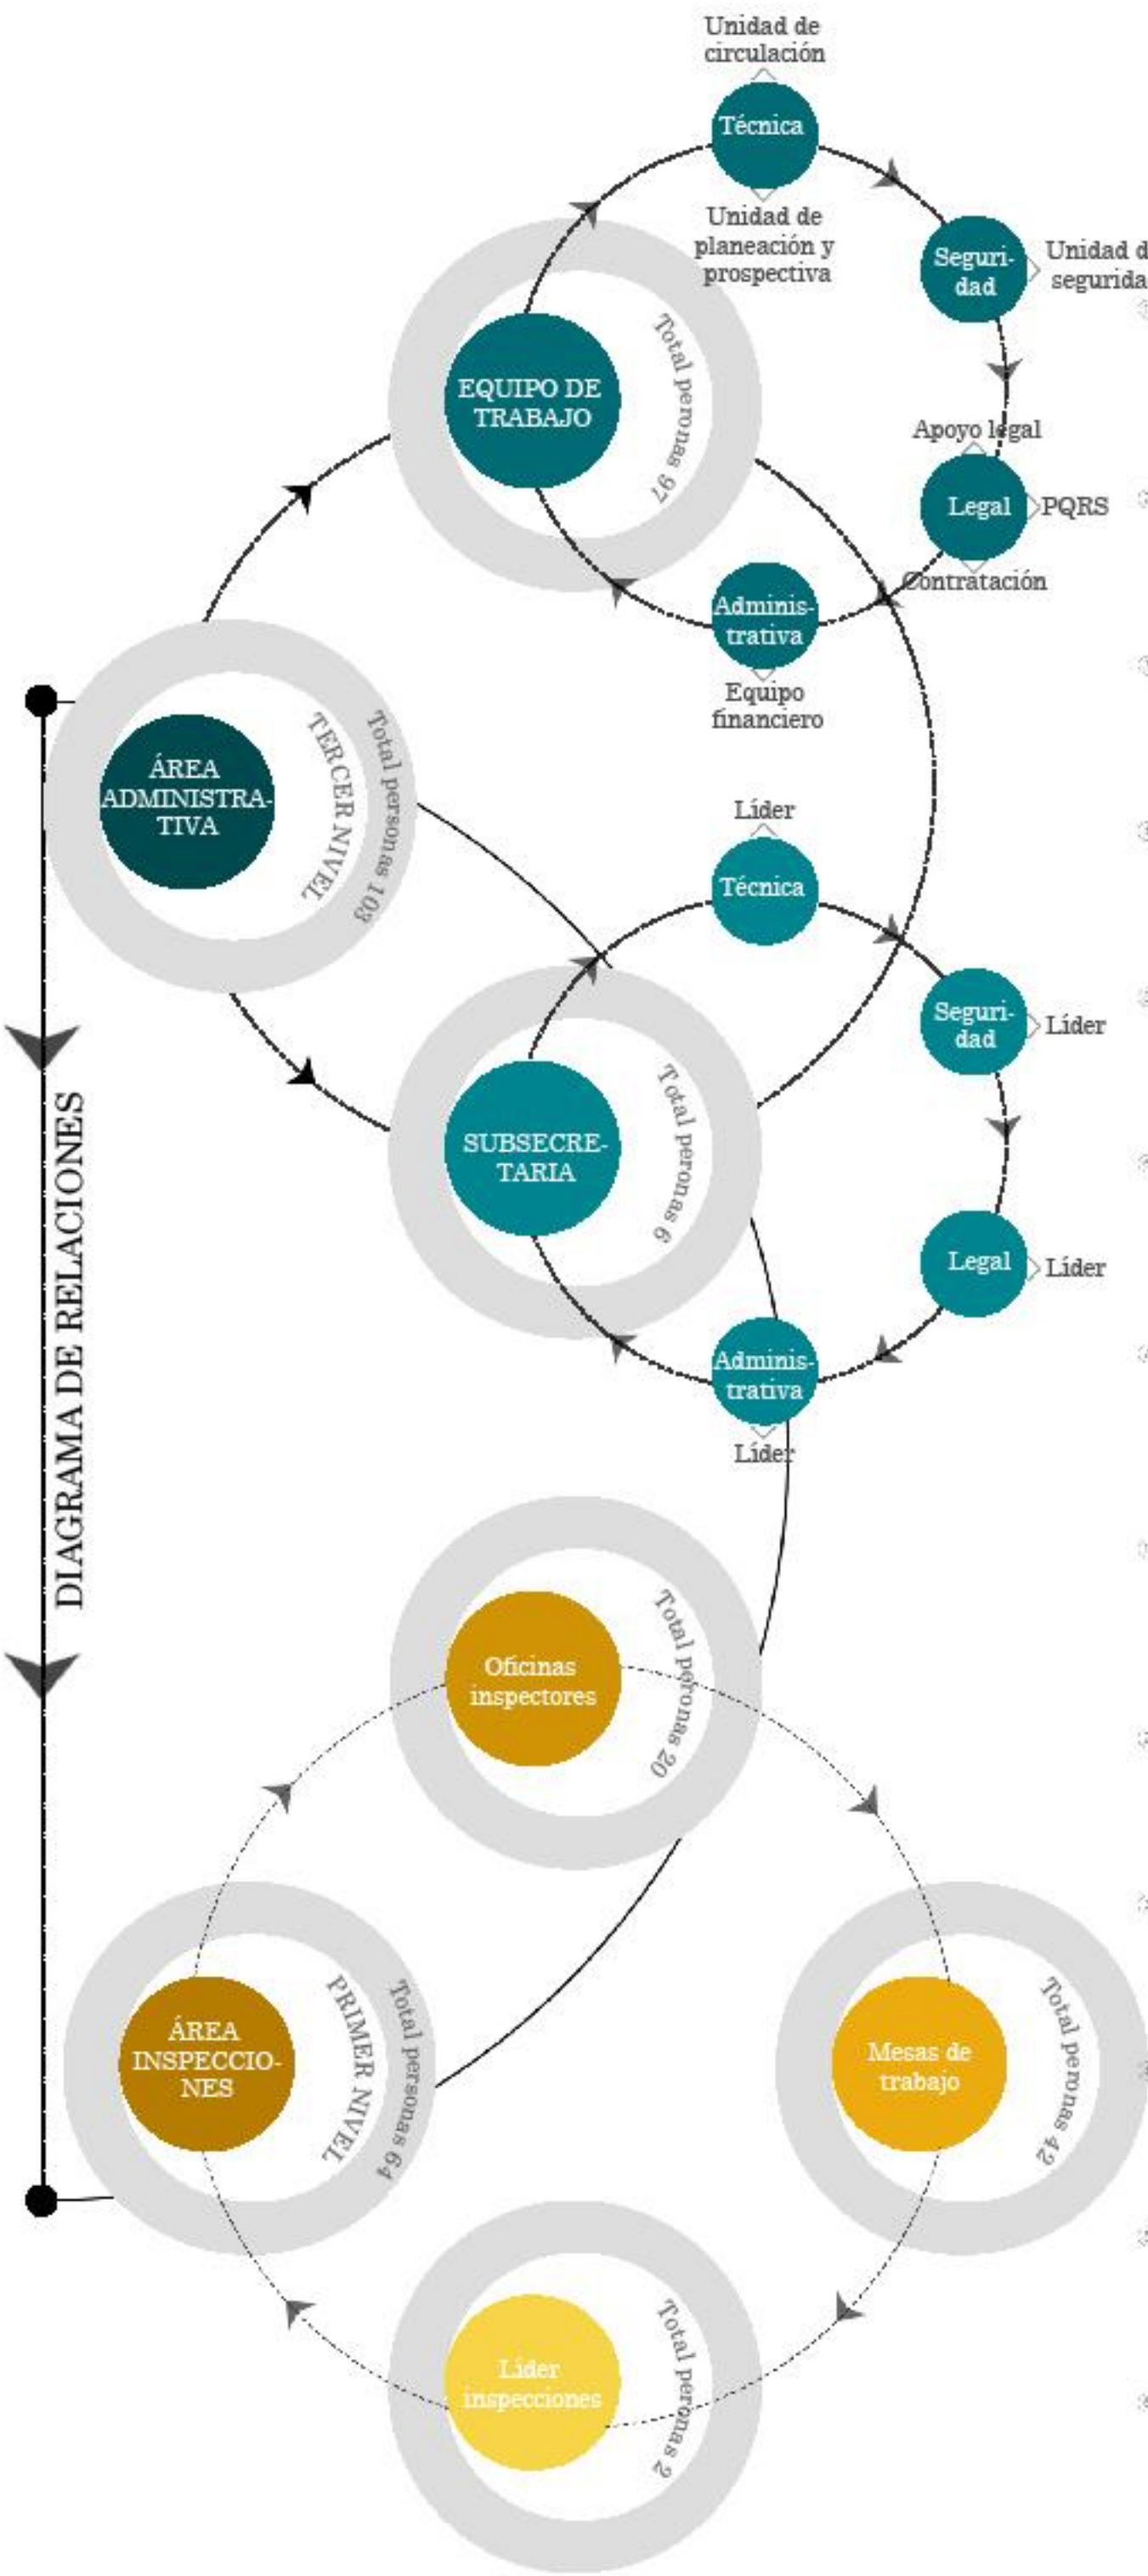 Unidad de
circulación
Técnica
Unidad de
planeación y
prospectiva
Seguri-
dad
Unidad d
segurida
EQUIPO DE
TRABAJO
Total peronas 97
Apoyo legal
Legal
PQRS
Contratación
Adminis-
trativa
Equipo
financiero
ÁREA
ADMINISTRA-
TIVA
TERCER NIVEL
Total personas 103
Líder
Técnica
Seguri-
dad
Líder
SUBSECRE-
TARIA
Total peronas 6
Legal
Líder
Adminis-
trativa
Líder
DIAGRAMA DE RELACIONES
Oficinas
inspectores
Total peronas 20
ÁREA
INSPECCIO-
NES
PRIMER NIVEL
Total personas 64
Mesas de
trabajo
Total peronas 42
Líder
inspecciones
Total peronas 2